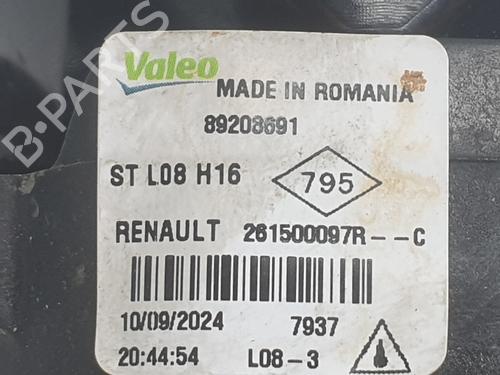 B-PARTS
Valeo
MADE IN ROMANIA
89208691
ST L08 H16
795
RENAULT 261500097R--C
10/09/2024 7937
20:44:54 L08-3